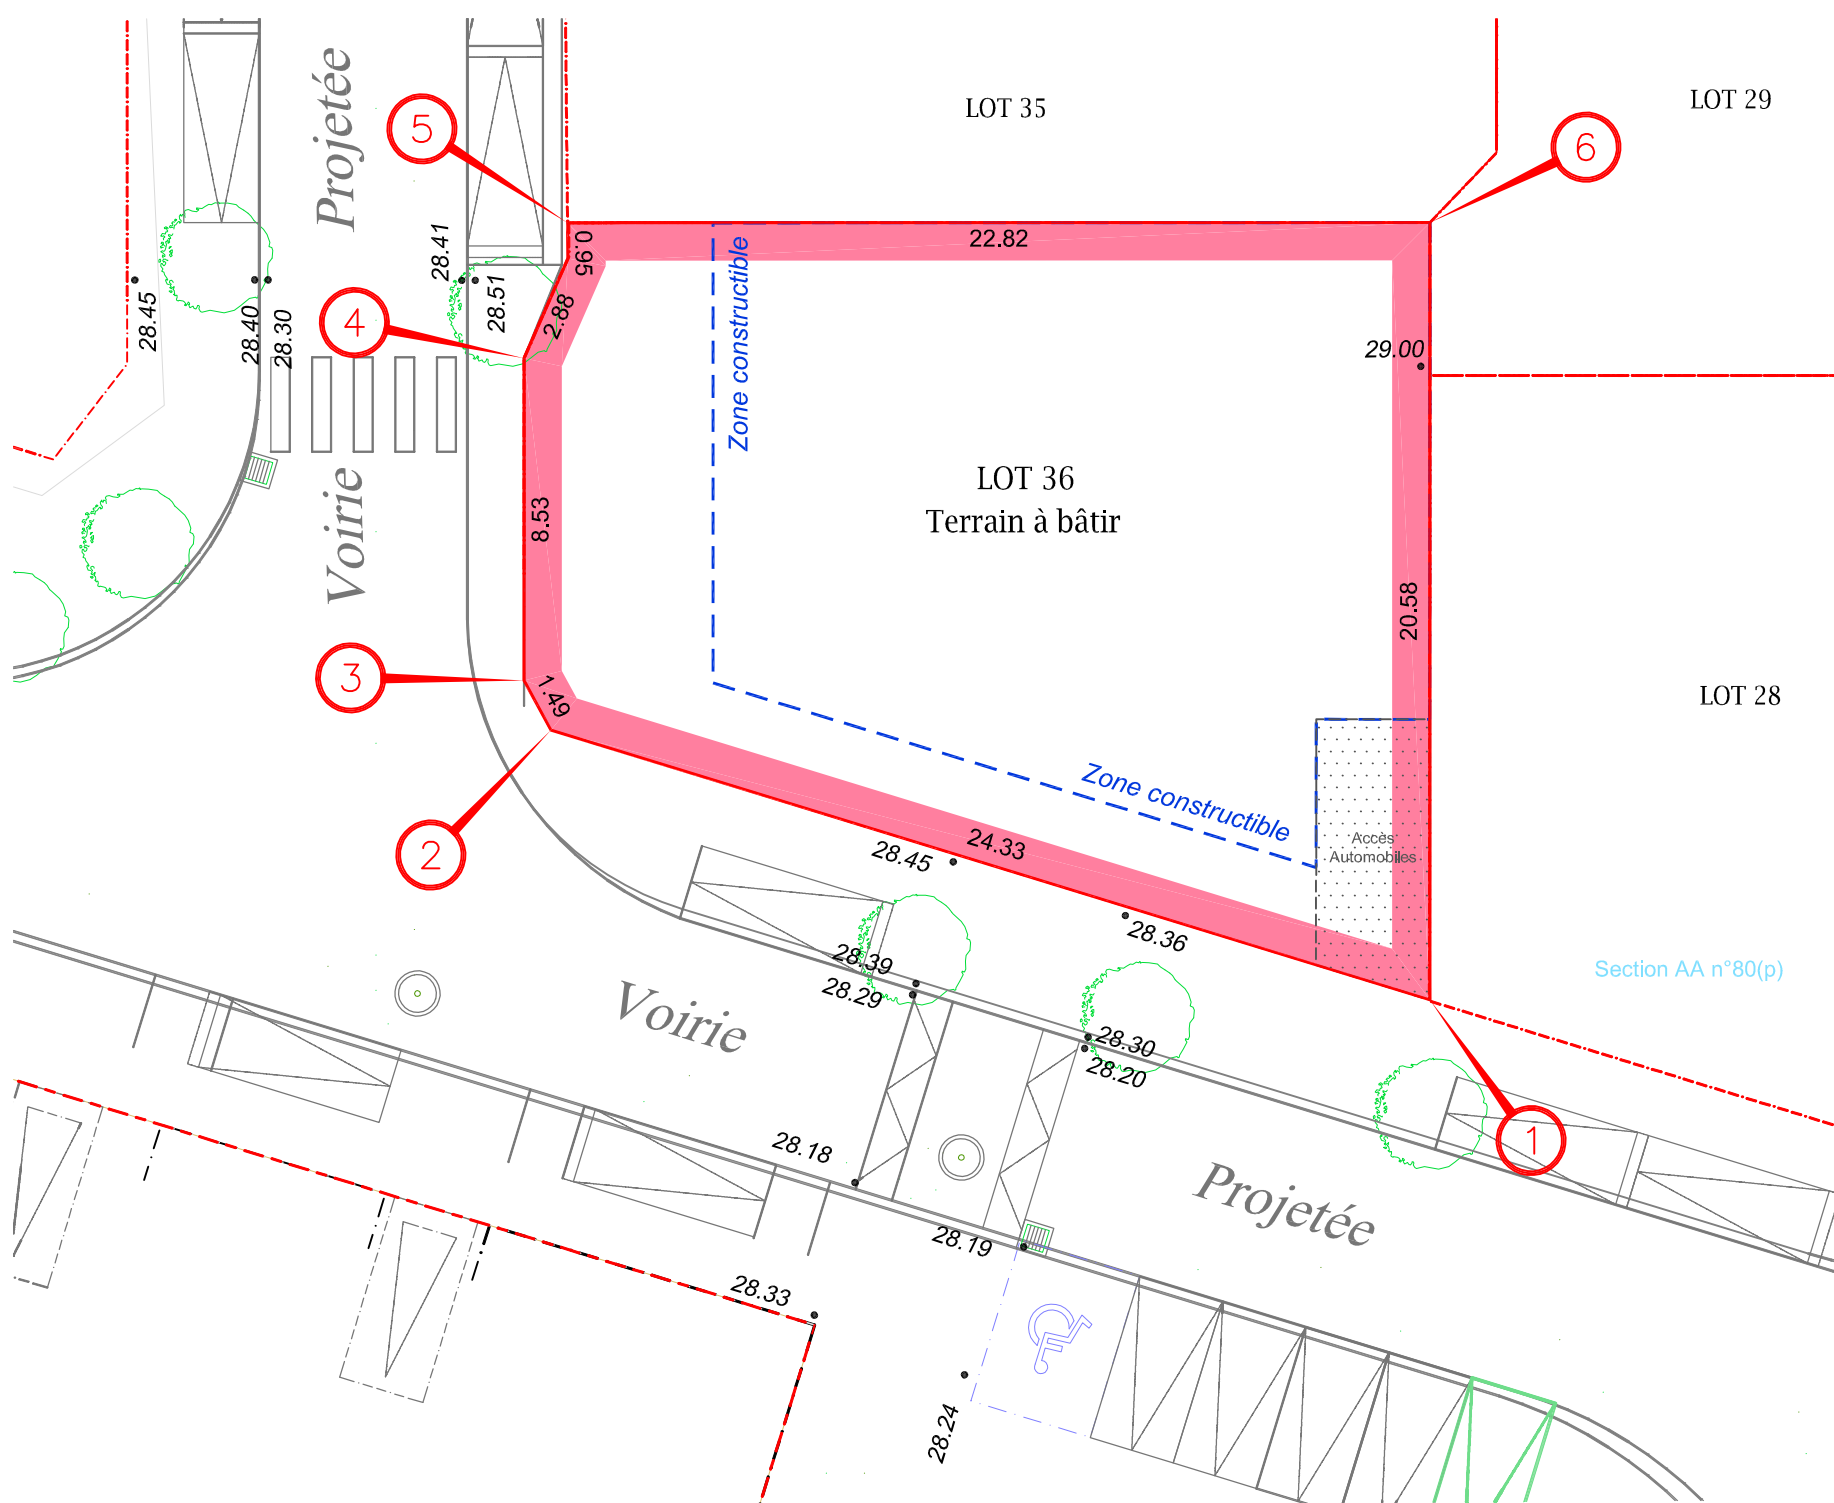 Projetée
LOT 35
LOT 29
5
6
22.82
0.95
Zone constructible
28.41
28.51
28.45
28.40
28.30
4
2.88
29.00
LOT 36
Terrain à bâtir
8.53
Voirie
20.58
3
1.49
LOT 28
Zone constructible
2
24.33
28.45
Accès
Automobiles
28.36
28.39
28.29
Section AA n°80(p)
Voirie
28.30
28.20
1
28.18
Projetée
28.19
28.33
28.24